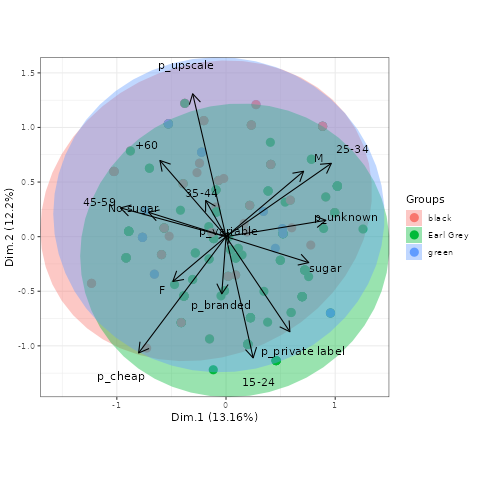 p_upscale
1.5
1.0
+60
25-34
M
Groups
black
0.5
35-44
45-59
No.sugar
p_unknown
Earl Grey
p_variable
green
0.0
Dim.2 (12.2%)
sugar
F
-0.5
p_branded
-1.0
p_private label
p_cheap
15-24
-1
0
1
Dim.1 (13.16%)